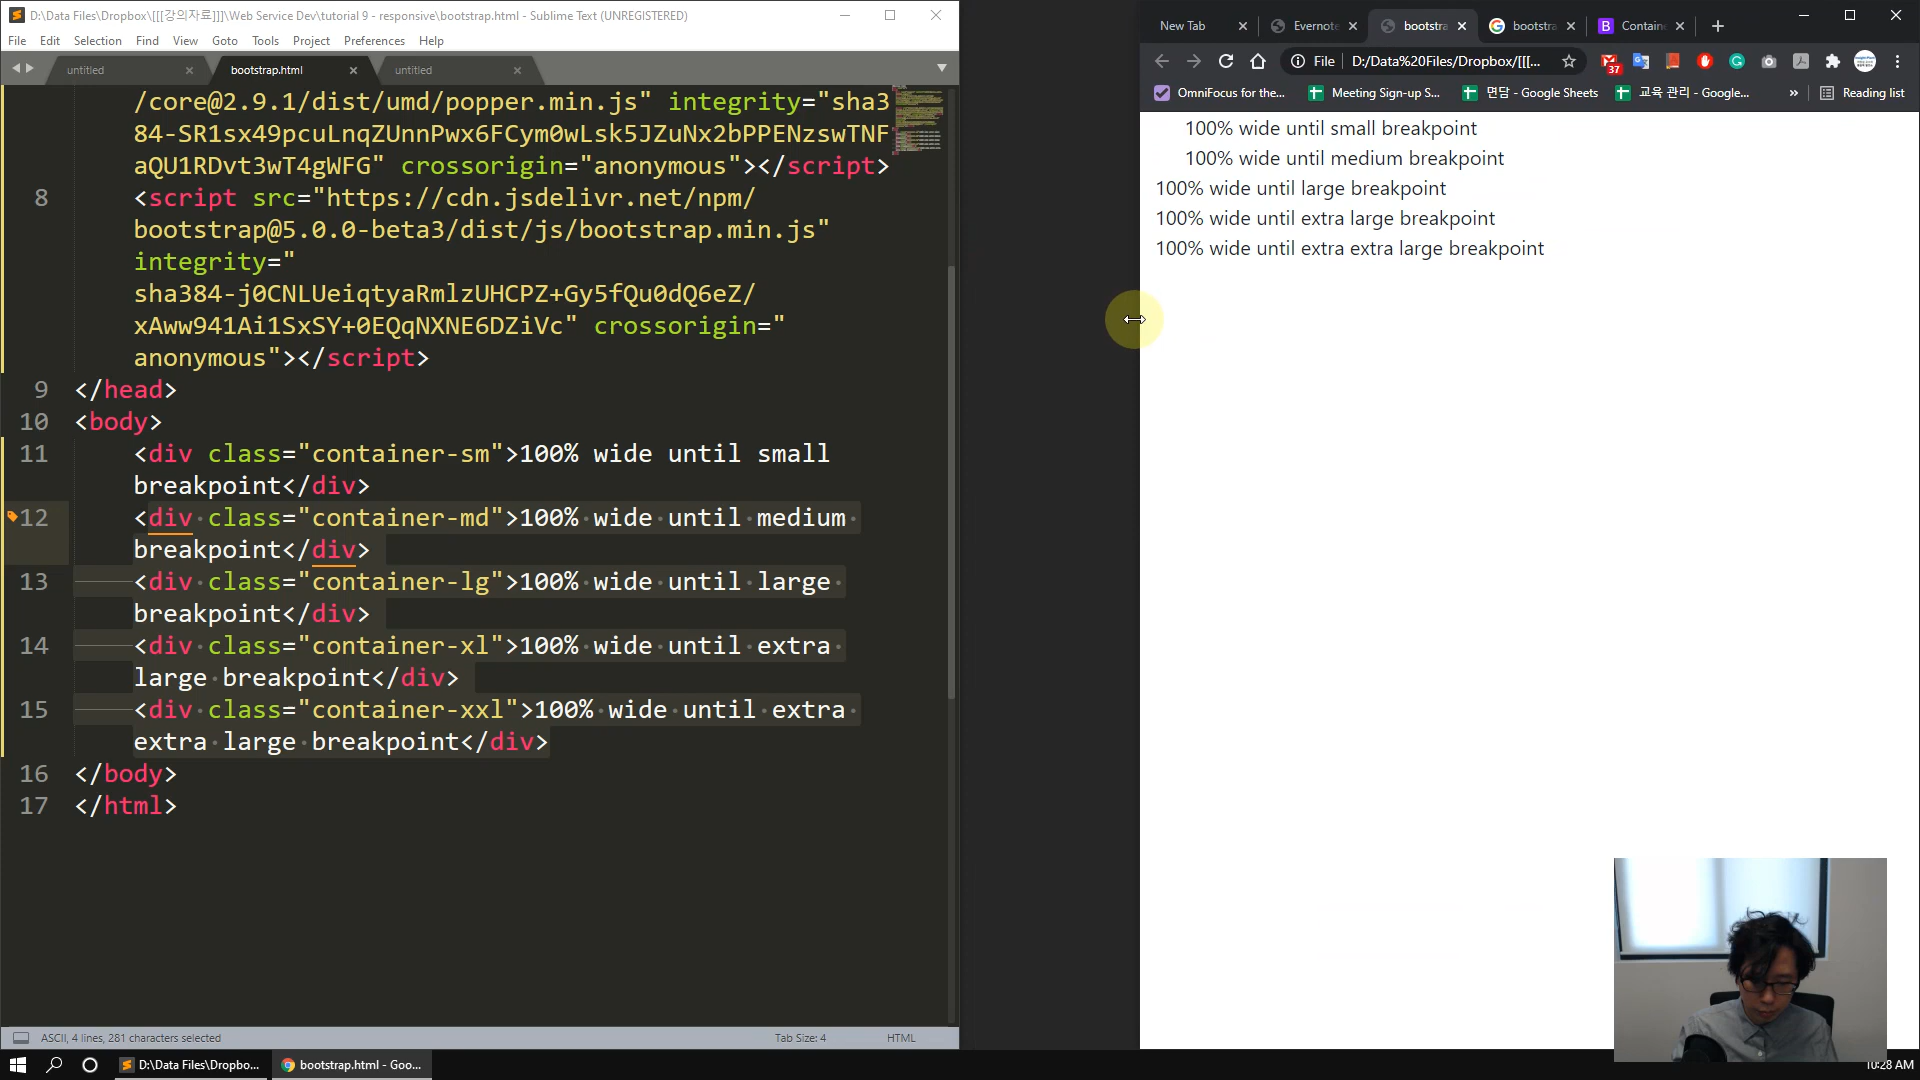 D:\Data Files\Dropbox\[[[강의자료]]]\Web Service Dev\tutorial 9 - responsive\bootstrap.html - Sublime Text (UNREGISTERED)
File Edit Selection Find View Goto Tools Project Preferences Help
untitled bootstrap.html untitled
/core@2.9.1/dist/umd/popper.min.js" integrity="sha3
84-SR1sx49pcuLnqZUnnPwx6FCym0wLsk5JZuNx2bPPENzswTNF
aQU1RDvt3wT4gWFG" crossorigin="anonymous"></script>
8 <script src="https://cdn.jsdelivr.net/npm/
bootstrap@5.0.0-beta3/dist/js/bootstrap.min.js"
integrity="
sha384-j0CNLUeiqtyaRmlzUHCPZ+Gy5fQu0dQ6eZ/
xAww941Ai1SxSY+0EQqNXNE6DZiVc" crossorigin="
anonymous"></script>
9 </head>
10 <body>
11 <div class="container-sm">100% wide until small
breakpoint</div>
12 <div class="container-md">100% wide until medium
breakpoint</div>
13 <div class="container-lg">100% wide until large
breakpoint</div>
14 <div class="container-xl">100% wide until extra
large breakpoint</div>
15 <div class="container-xxl">100% wide until extra
extra large breakpoint</div>
16 </body>
17 </html>
ASCII, 4 lines, 281 characters selected Tab Size: 4 HTML
New Tab Evernote bootstra bootstra Contain
File D:/Data%20Files/Dropbox/[[[...
37
OmniFocus for the... Meeting Sign-up S... 면담 - Google Sheets 교육 관리 - Google... » Reading list
100% wide until small breakpoint
100% wide until medium breakpoint
100% wide until large breakpoint
100% wide until extra large breakpoint
100% wide until extra extra large breakpoint
D:\Data Files\Dropbo... bootstrap.html - Goo... 10:28 AM